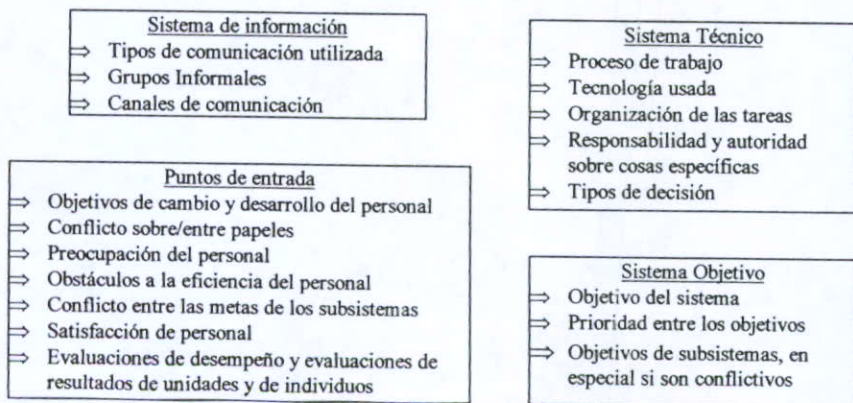 Sistema de información
⇒ Tipos de comunicación utilizada
⇒ Grupos Informales
⇒ Canales de comunicación
Puntos de entrada
⇒ Objetivos de cambio y desarrollo del personal
⇒ Conflicto sobre/entre papeles
⇒ Preocupación del personal
⇒ Obstáculos a la eficiencia del personal
⇒ Conflicto entre las metas de los subsistemas
⇒ Satisfacción de personal
⇒ Evaluaciones de desempeño y evaluaciones de
resultados de unidades y de individuos
Sistema Técnico
⇒ Proceso de trabajo
⇒ Tecnología usada
⇒ Organización de las tareas
⇒ Responsabilidad y autoridad
sobre cosas específicas
⇒ Tipos de decisión
Sistema Objetivo
⇒ Objetivo del sistema
⇒ Prioridad entre los objetivos
⇒ Objetivos de subsistemas, en
especial si son conflictivos